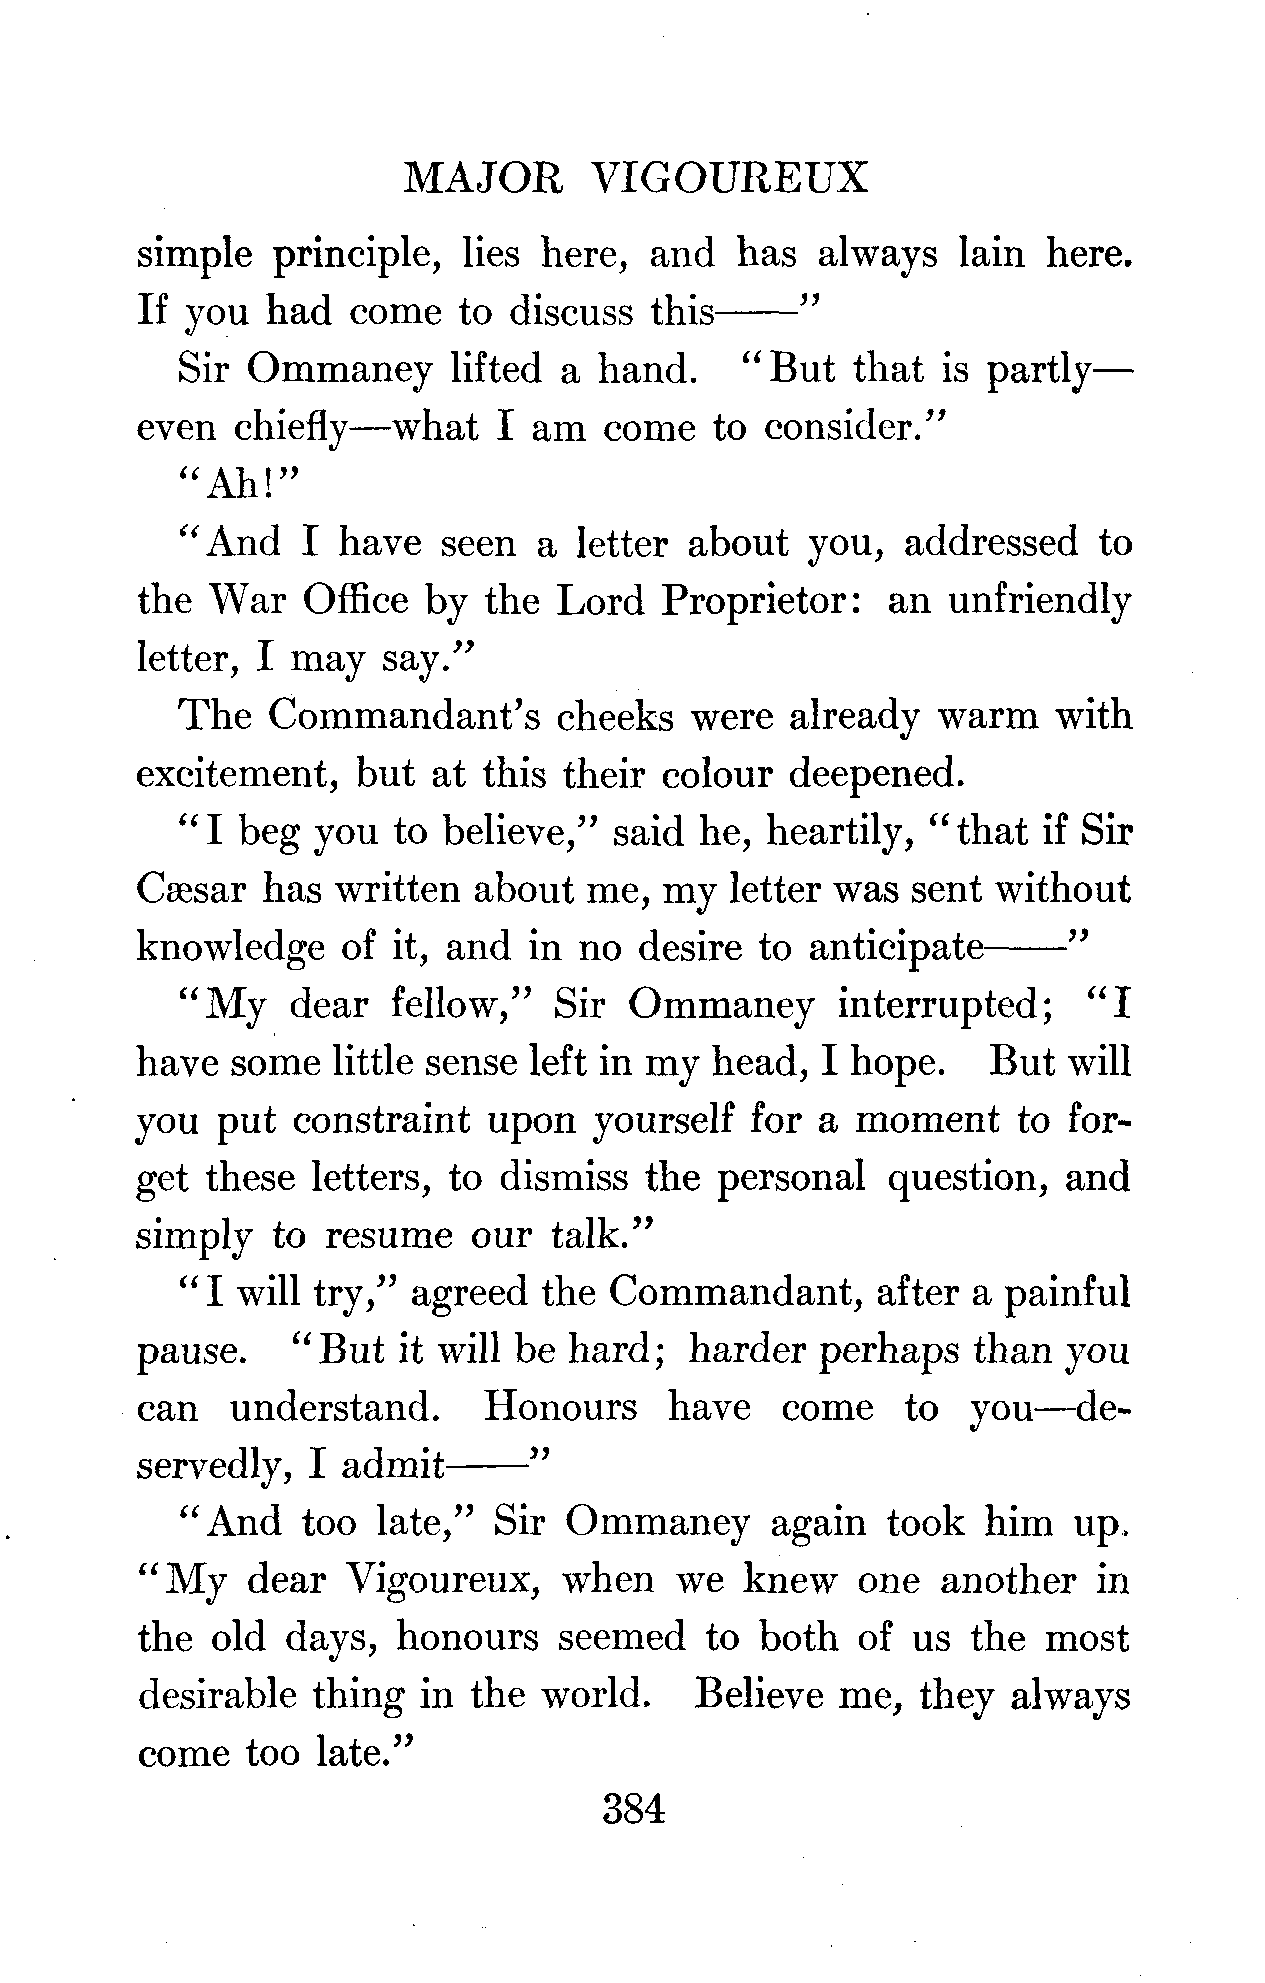 MAJOR VIGOUREUX
simple principle, lies here, and has always lain here.
If you had come to discuss this——”
Sir Ommaney lifted a hand. “But that is partly—
even chiefly—what I am come to consider.”
“Ah!”
“And I have seen a letter about you, addressed to
the War Office by the Lord Proprietor: an unfriendly
letter, I may say.”
The Commandant’s cheeks were already warm with
excitement, but at this their colour deepened.
“I beg you to believe,” said he, heartily, “that if Sir
Cæsar has written about me, my letter was sent without
knowledge of it, and in no desire to anticipate——”
“My dear fellow,” Sir Ommaney interrupted; “I
have some little sense left in my head, I hope. But will
you put constraint upon yourself for a moment to for-
get these letters, to dismiss the personal question, and
simply to resume our talk.”
“I will try,” agreed the Commandant, after a painful
pause. “But it will be hard; harder perhaps than you
can understand. Honours have come to you—de-
servedly, I admit——”
“And too late,” Sir Ommaney again took him up.
“My dear Vigoureux, when we knew one another in
the old days, honours seemed to both of us the most
desirable thing in the world. Believe me, they always
come too late.”
384